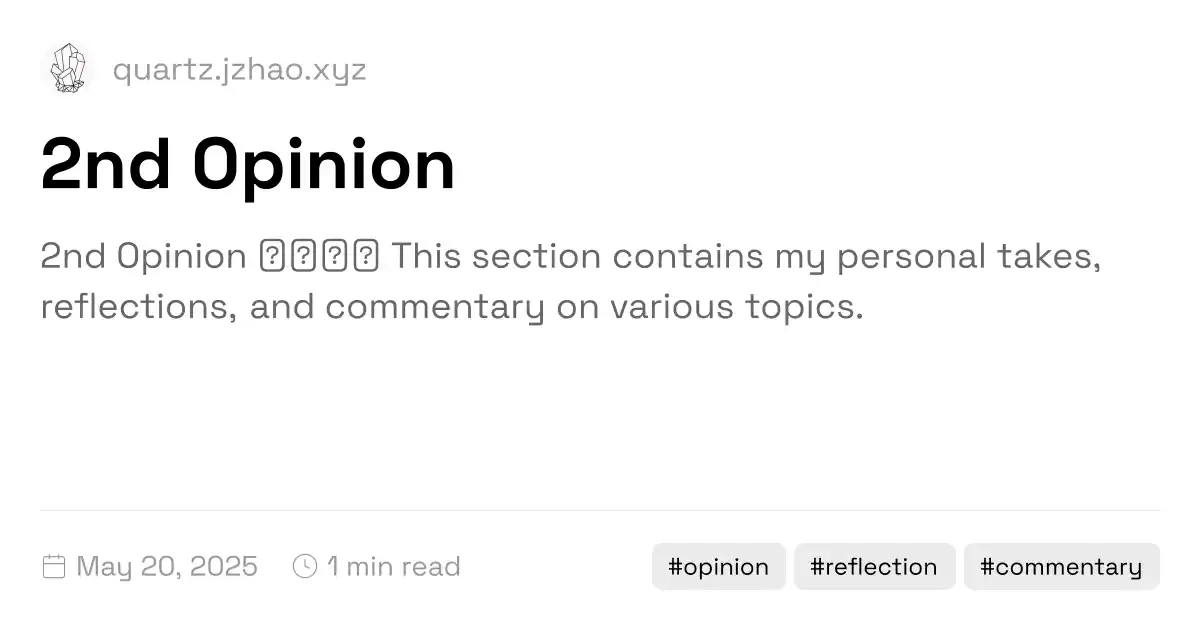 quartz.jzhao.xyz
2nd Opinion
2nd Opinion ���� This section contains my personal takes,
reflections, and commentary on various topics.
May 20, 2025 1 min read #opinion #reflection #commentary